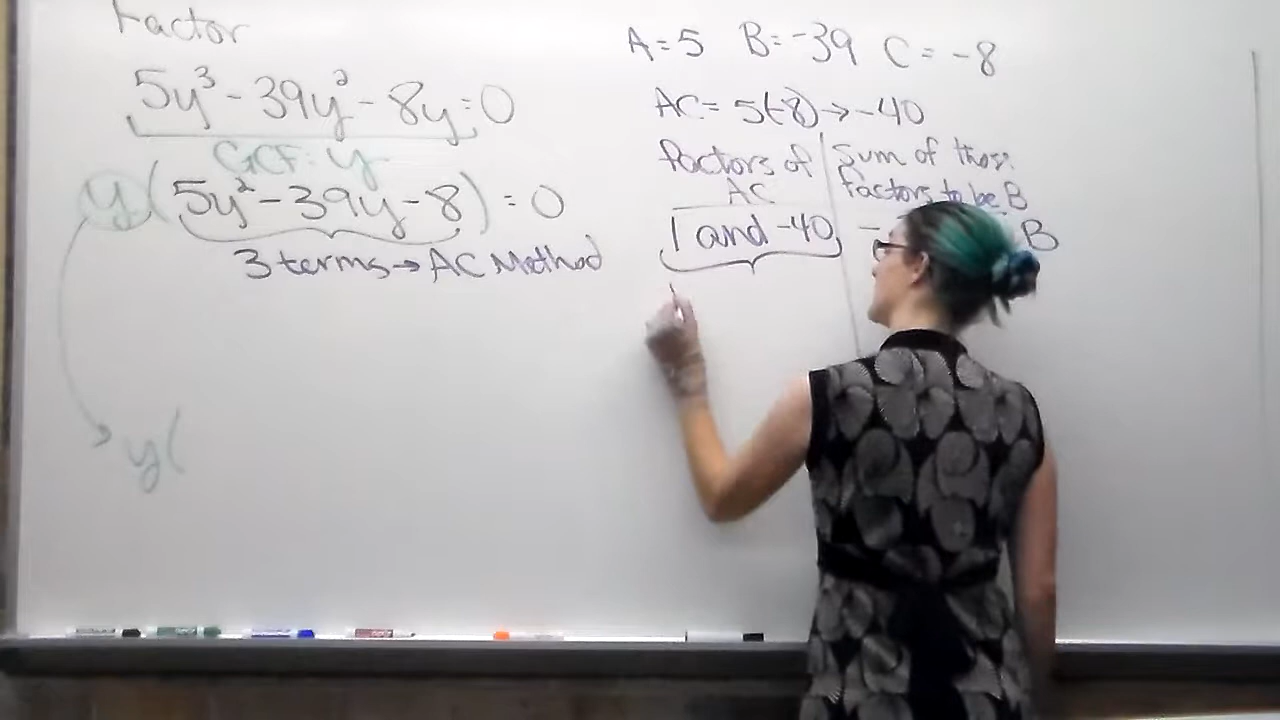 Factor
5y³ - 39y² - 8y = 0
GCF: y
y(5y² - 39y - 8) = 0
3 terms → AC Method
y(
A = 5 B = -39 C = -8
AC = 5(-8) → -40
Factors of AC
Sum of those factors to be B
1 and -40
- B